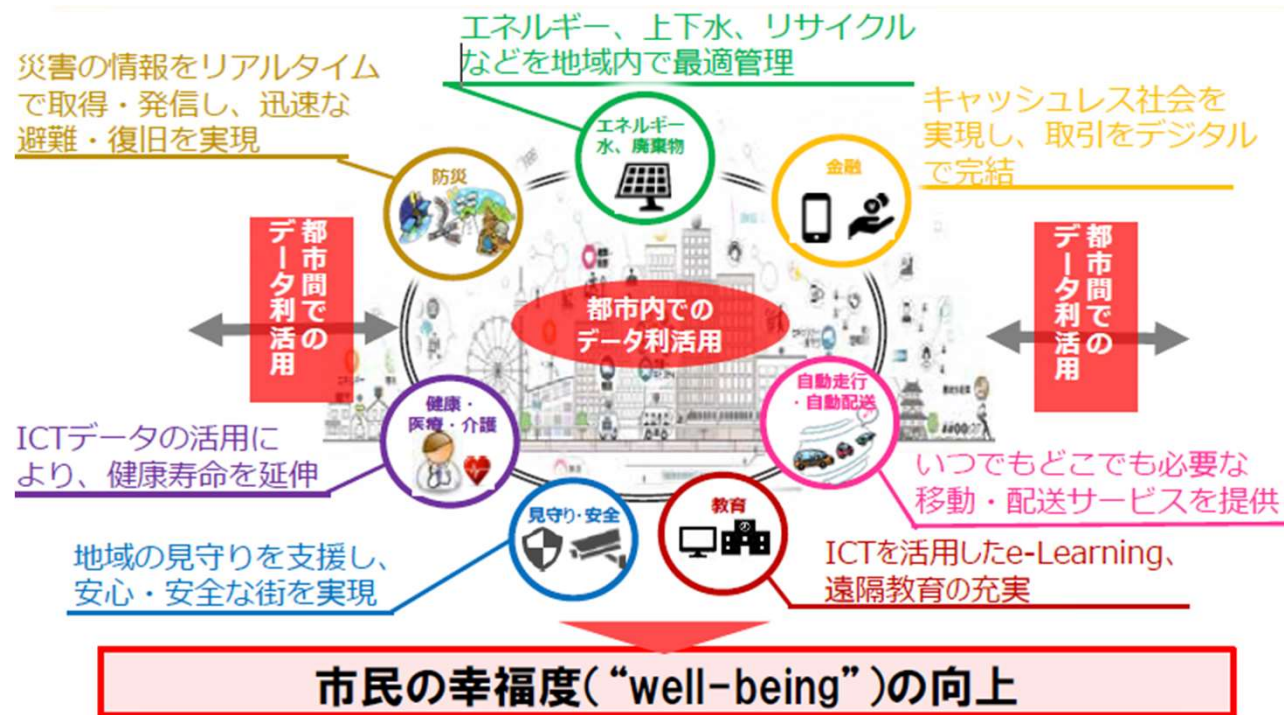 エネルギー、上下水、リサイクル
などを地域内で最適管理
災害の情報をリアルタイム
で取得・発信し、迅速な
避難・復旧を実現
キャッシュレス社会を
実現し、取引をデジタル
で完結
エネルギー
水、廃棄物
防災
金融
都市間での
データ利活用
都市内での
データ利活用
都市間での
データ利活用
健康・
医療・介護
自動走行
・自動配送
ICTデータの活用に
より、健康寿命を延伸
いつでもどこでも必要な
移動・配送サービスを提供
見守り・安全
教育
地域の見守りを支援し、
安心・安全な街を実現
ICTを活用したe-Learning、
遠隔教育の充実
市民の幸福度(“well-being”)の向上